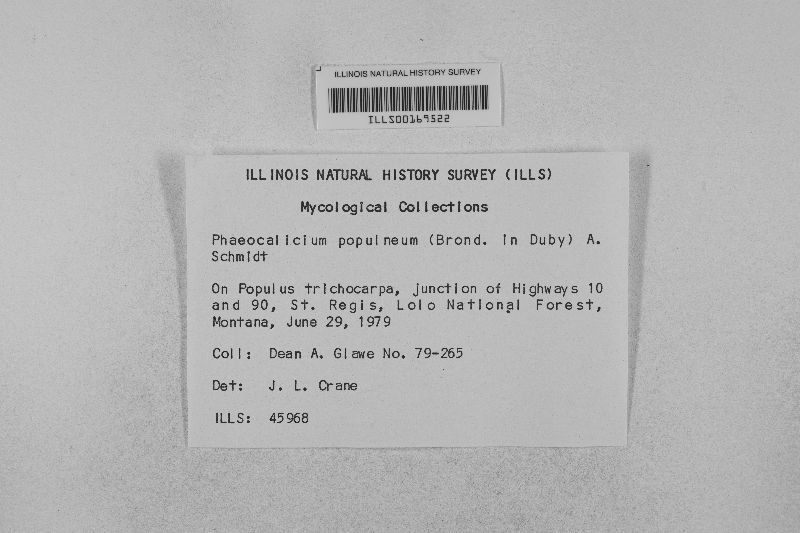 ILLINOIS NATURAL HISTORY SURVEY
ILLS00169522
ILLINOIS NATURAL HISTORY SURVEY (ILLS)
Mycological Collections
Phaeocalicium populneum (Brond. in Duby) A.
Schmidt
On Populus trichocarpa, junction of Highways 10
and 90, St. Regis, Lolo National Forest,
Montana, June 29, 1979
Coll: Dean A. Glawe No. 79-265
Det: J. L. Crane
ILLS: 45968